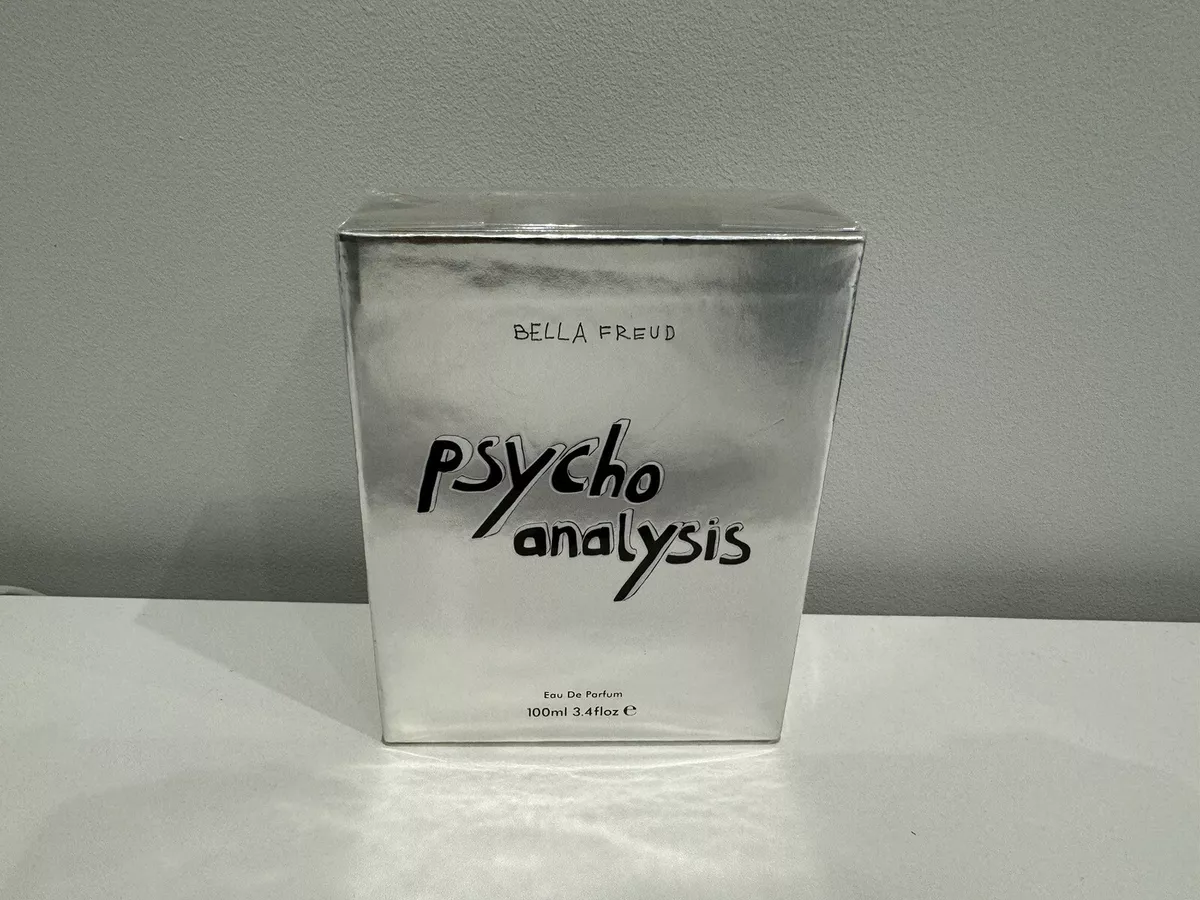 BELLA FREUD
psycho
analysis
Eau De Parfum
100ml 3.4floz ℮